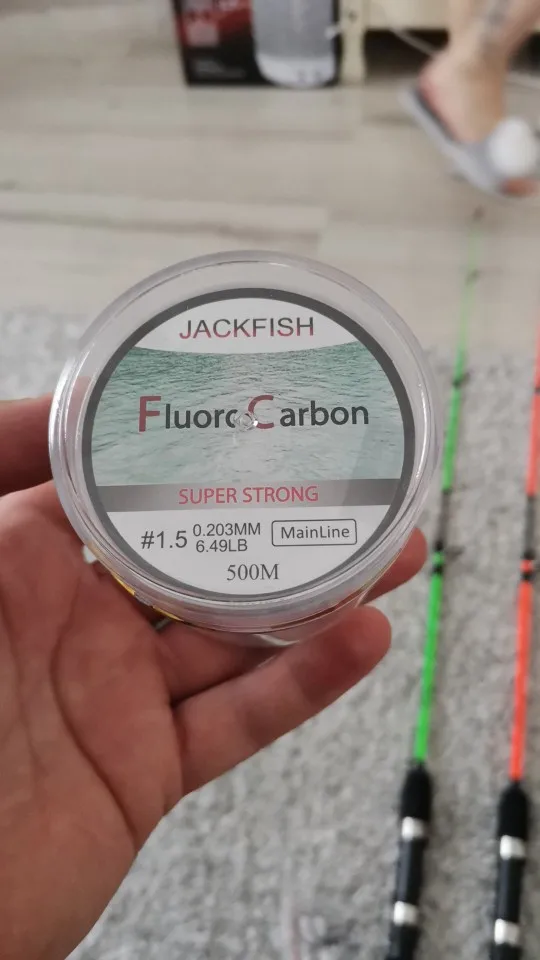 JACKFISH
FluoroCarbon
SUPER STRONG
#1.5 0.203MM
6.49LB
MainLine
500M